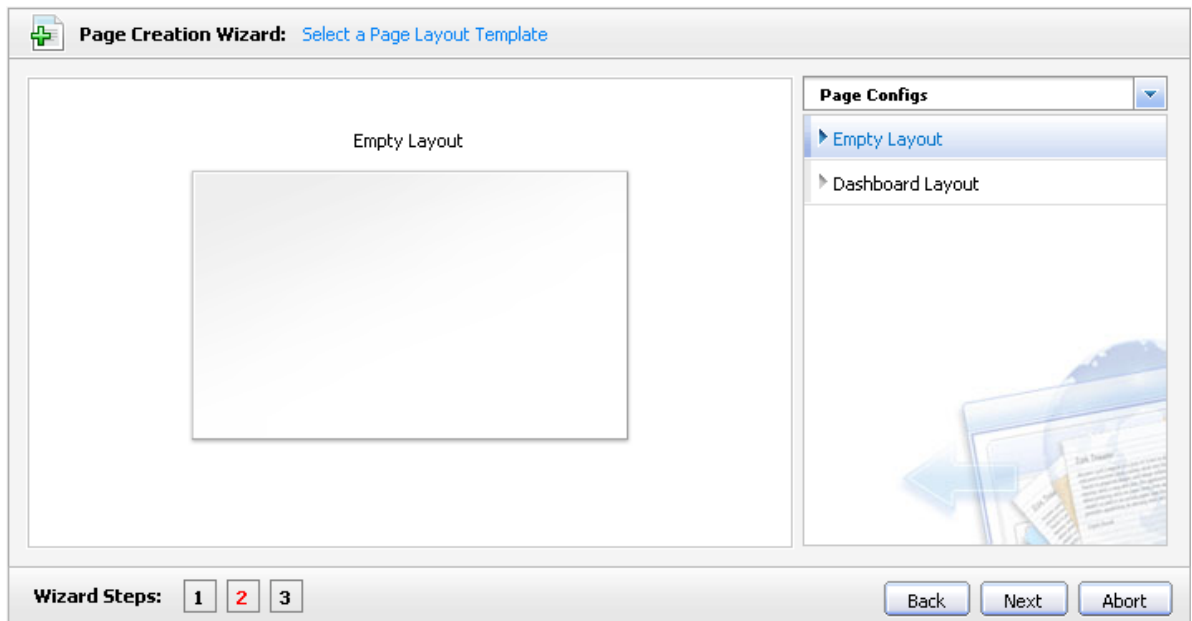 Page Creation Wizard: Select a Page Layout Template
Empty Layout
Page Configs
Empty Layout
Dashboard Layout
Wizard Steps: 1 2 3
Back Next Abort